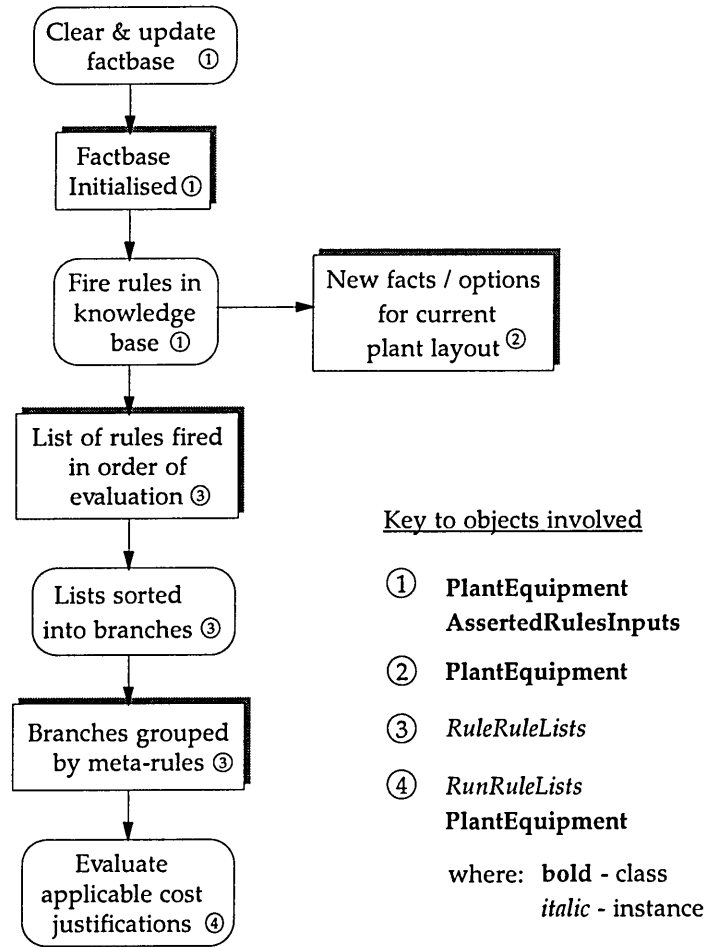 Clear & update
factbase ①
Factbase
Initialised ①
Fire rules in
knowledge
base ①
New facts / options
for current
plant layout ②
List of rules fired
in order of
evaluation ③
Lists sorted
into branches ③
Branches grouped
by meta-rules ③
Evaluate
applicable cost
justifications ④
Key to objects involved
① PlantEquipment
AssertedRulesInputs
② PlantEquipment
③ RuleRuleLists
④ RunRuleLists
PlantEquipment
where: bold - class
italic - instance